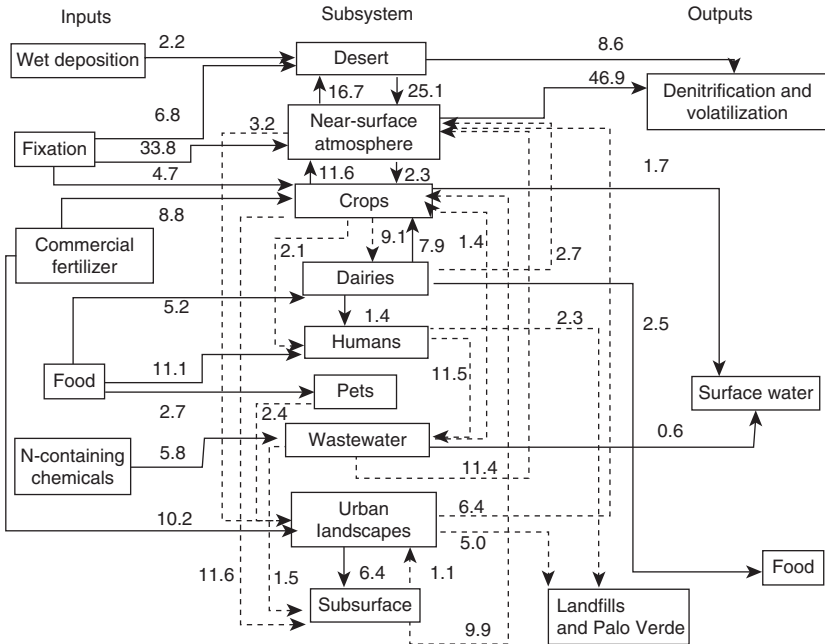 Inputs
Subsystem
Outputs
Wet deposition
2.2
Desert
8.6
16.7
25.1
46.9
Denitrification and
volatilization
6.8
3.2
Near-surface
atmosphere
Fixation
33.8
4.7
11.6
2.3
1.7
Crops
8.8
Commercial
fertilizer
2.1
9.1
7.9
1.4
2.7
Dairies
5.2
1.4
2.3
2.5
Humans
11.1
11.5
Food
Pets
Surface water
2.7
2.4
N-containing
chemicals
5.8
Wastewater
0.6
11.4
10.2
Urban
landscapes
6.4
5.0
11.6
1.5
6.4
1.1
Food
Subsurface
9.9
Landfills
and Palo Verde